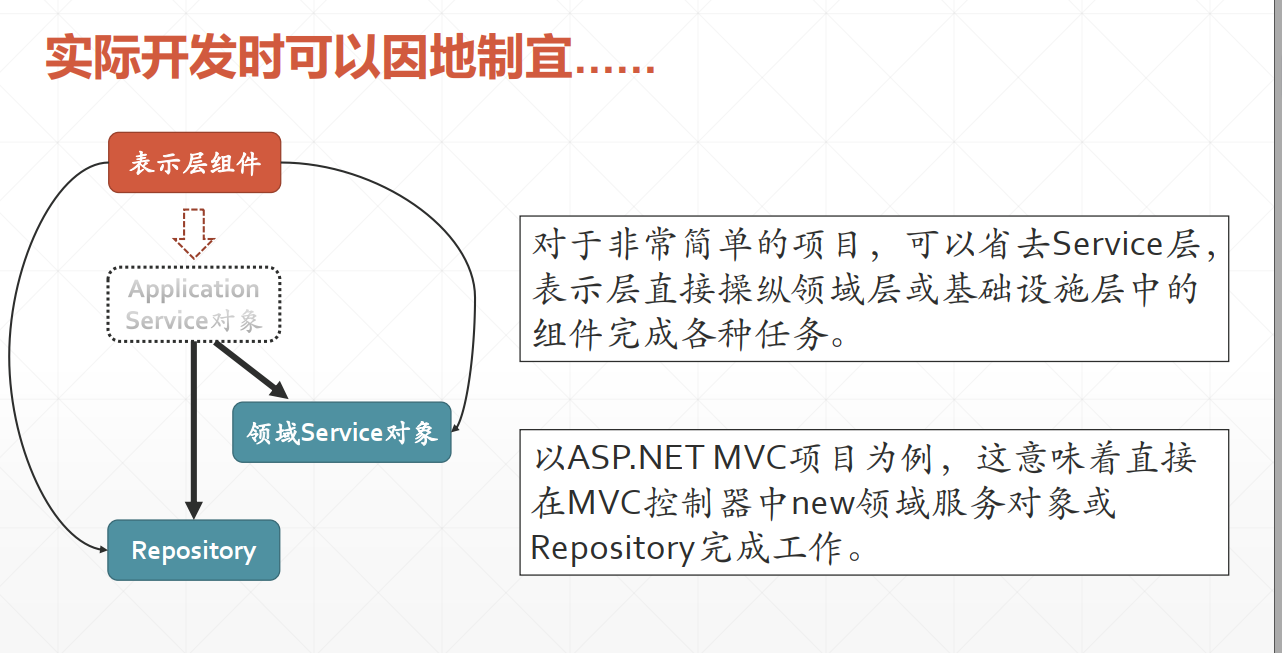 实际开发时可以因地制宜……
表示层组件
Application
Service对象
领域Service对象
Repository
对于非常简单的项目，可以省去Service层，
表示层直接操纵领域层或基础设施层中的
组件完成各种任务。
以ASP.NET MVC项目为例，这意味着直接
在MVC控制器中new领域服务对象或
Repository完成工作。